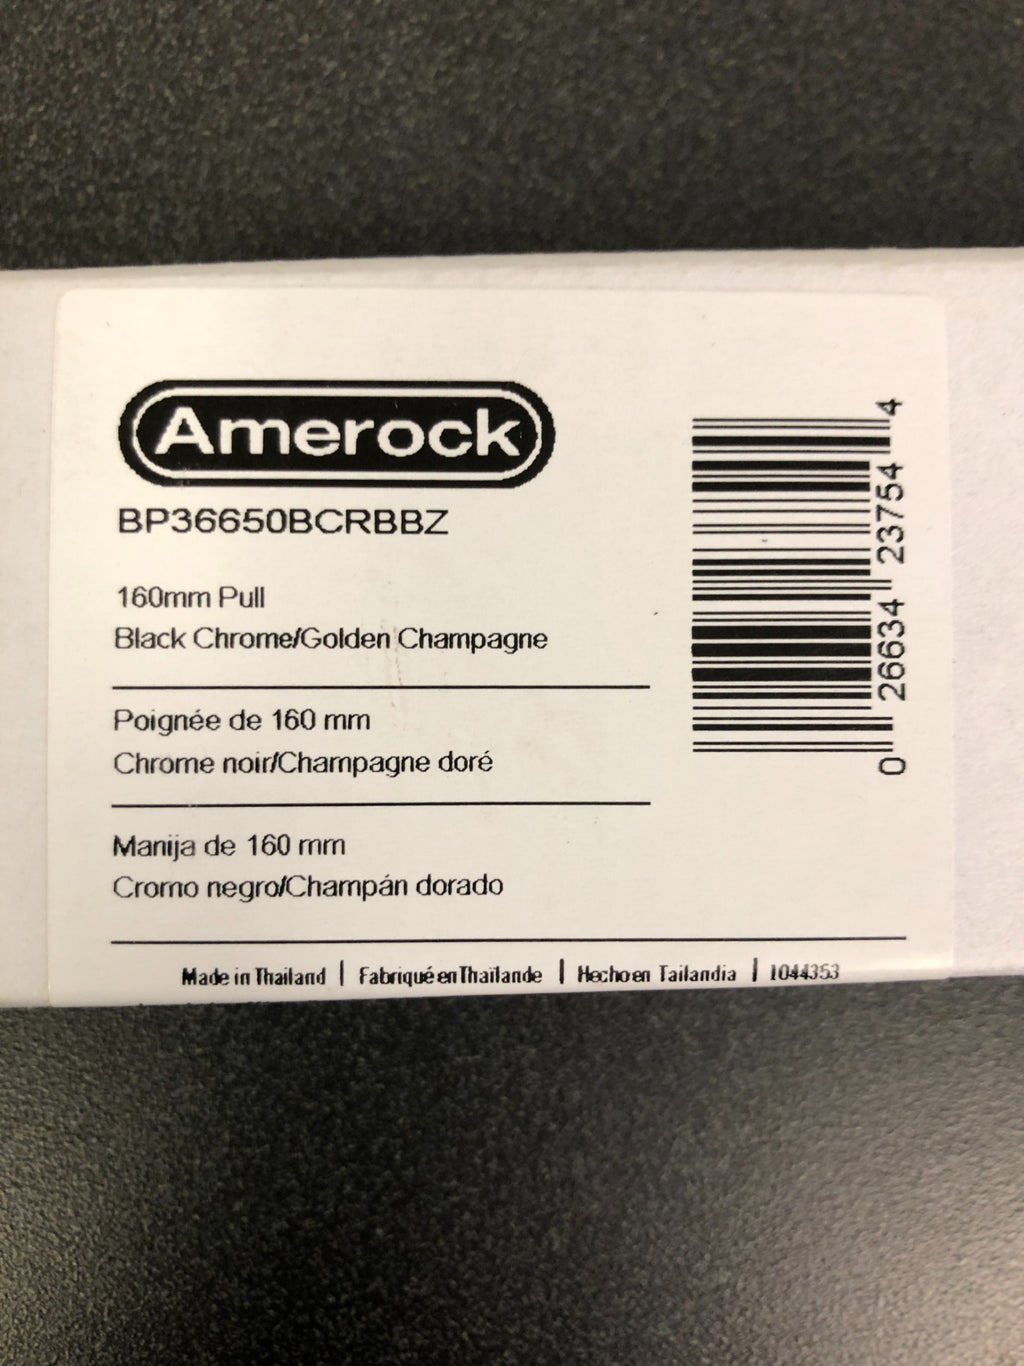 Amerock
BP36650BCRBBZ
160mm Pull
Black Chrome/Golden Champagne
Poignée de 160 mm
Chrome noir/Champagne doré
Manija de 160 mm
Cromo negro/Champán dorado
Made in Thailand | Fabriqué en Thaïlande | Hecho en Tailandia | 1044353
0 26634 23754 4